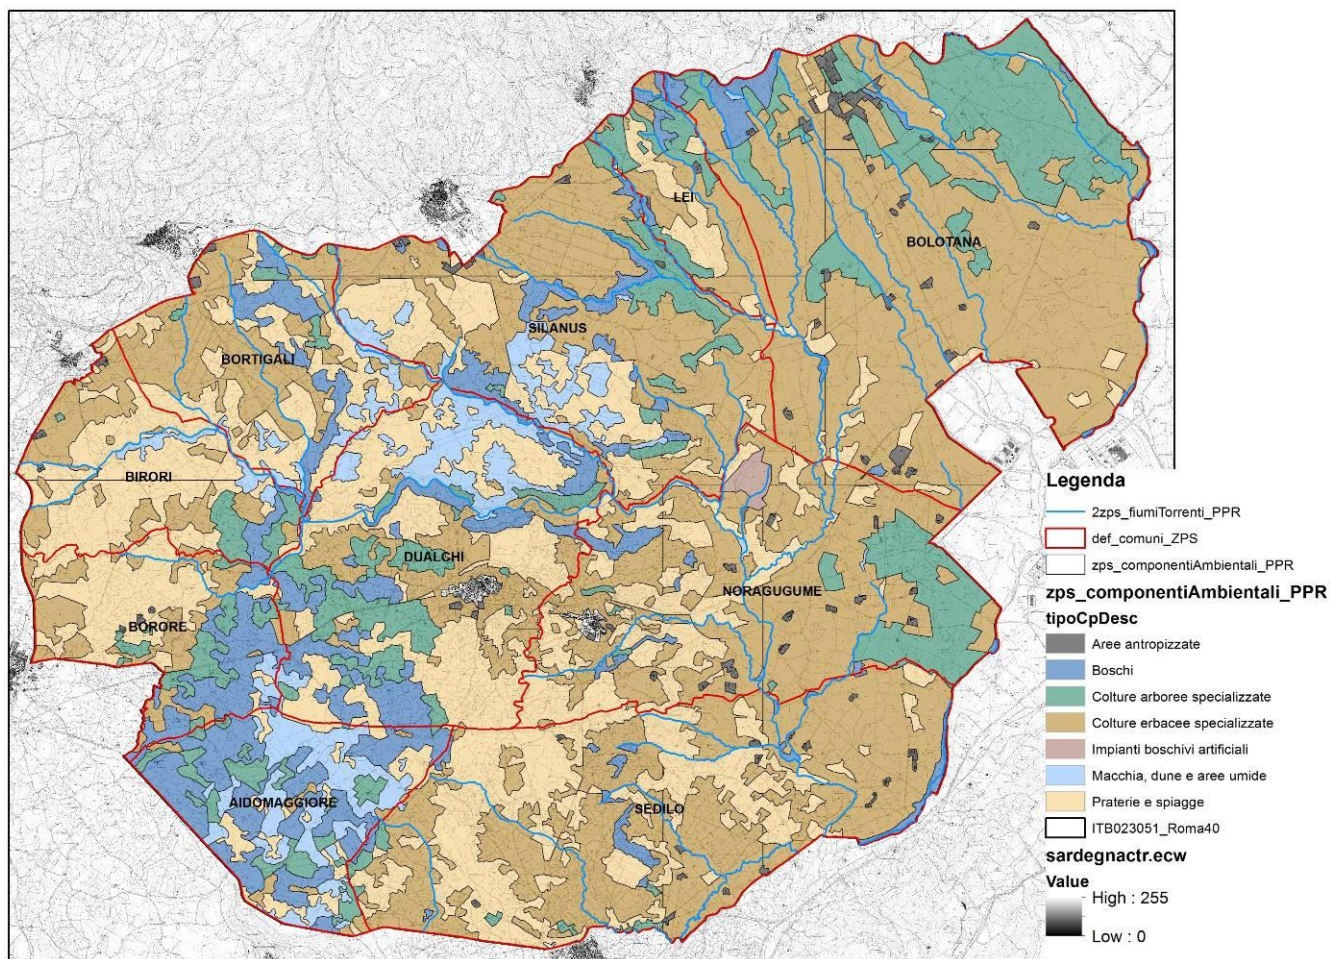 LEI
BOLOTANA
SILANUS
BORTIGALI
BIRORI
DUALCHI
NORAGUGUME
BORORE
AIDOMAGGIORE
SEDILO
Legenda
2zps_fiumiTorrenti_PPR
def_comuni_ZPS
zps_componentiAmbientali_PPR
zps_componentiAmbientali_PPR
tipoCpDesc
Aree antropizzate
Boschi
Colture arboree specializzate
Colture erbacee specializzate
Impianti boschivi artificiali
Macchia, dune e aree umide
Praterie e spiagge
ITB023051_Roma40
sardegnactr.ecw
Value
High : 255
Low : 0